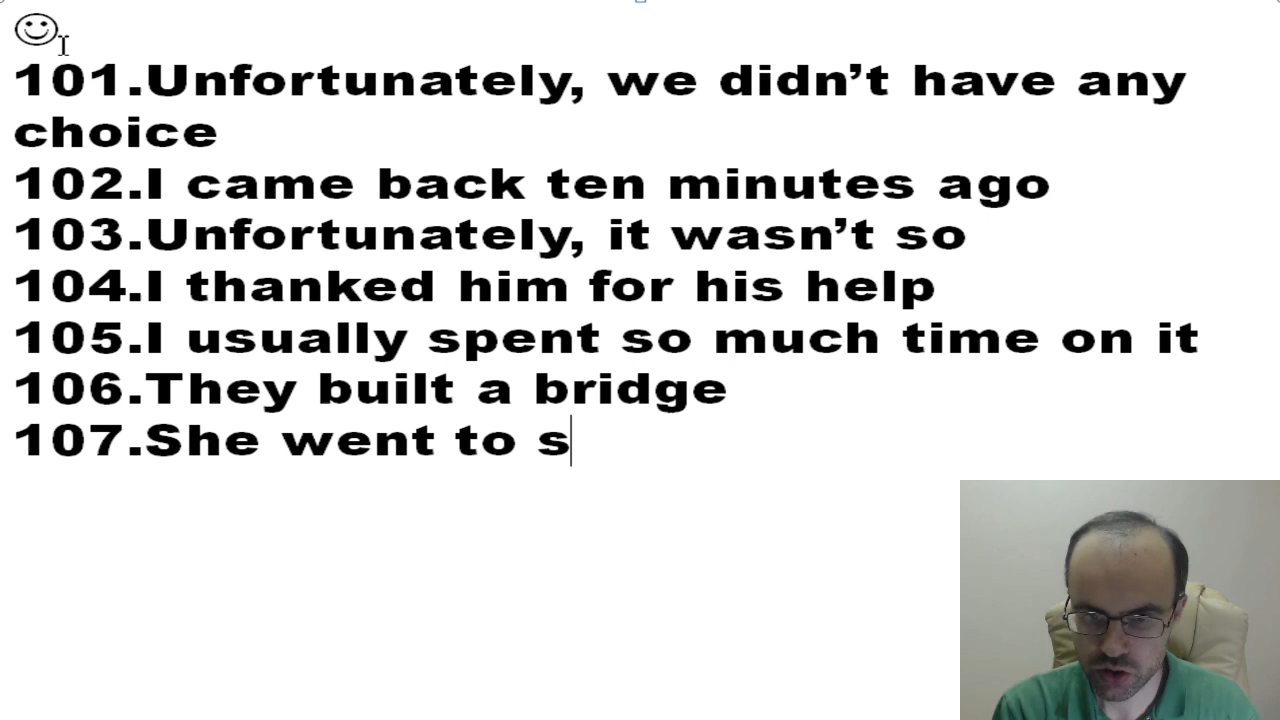 101.Unfortunately, we didn’t have any
choice
102.I came back ten minutes ago
103.Unfortunately, it wasn’t so
104.I thanked him for his help
105.I usually spent so much time on it
106.They built a bridge
107.She went to s